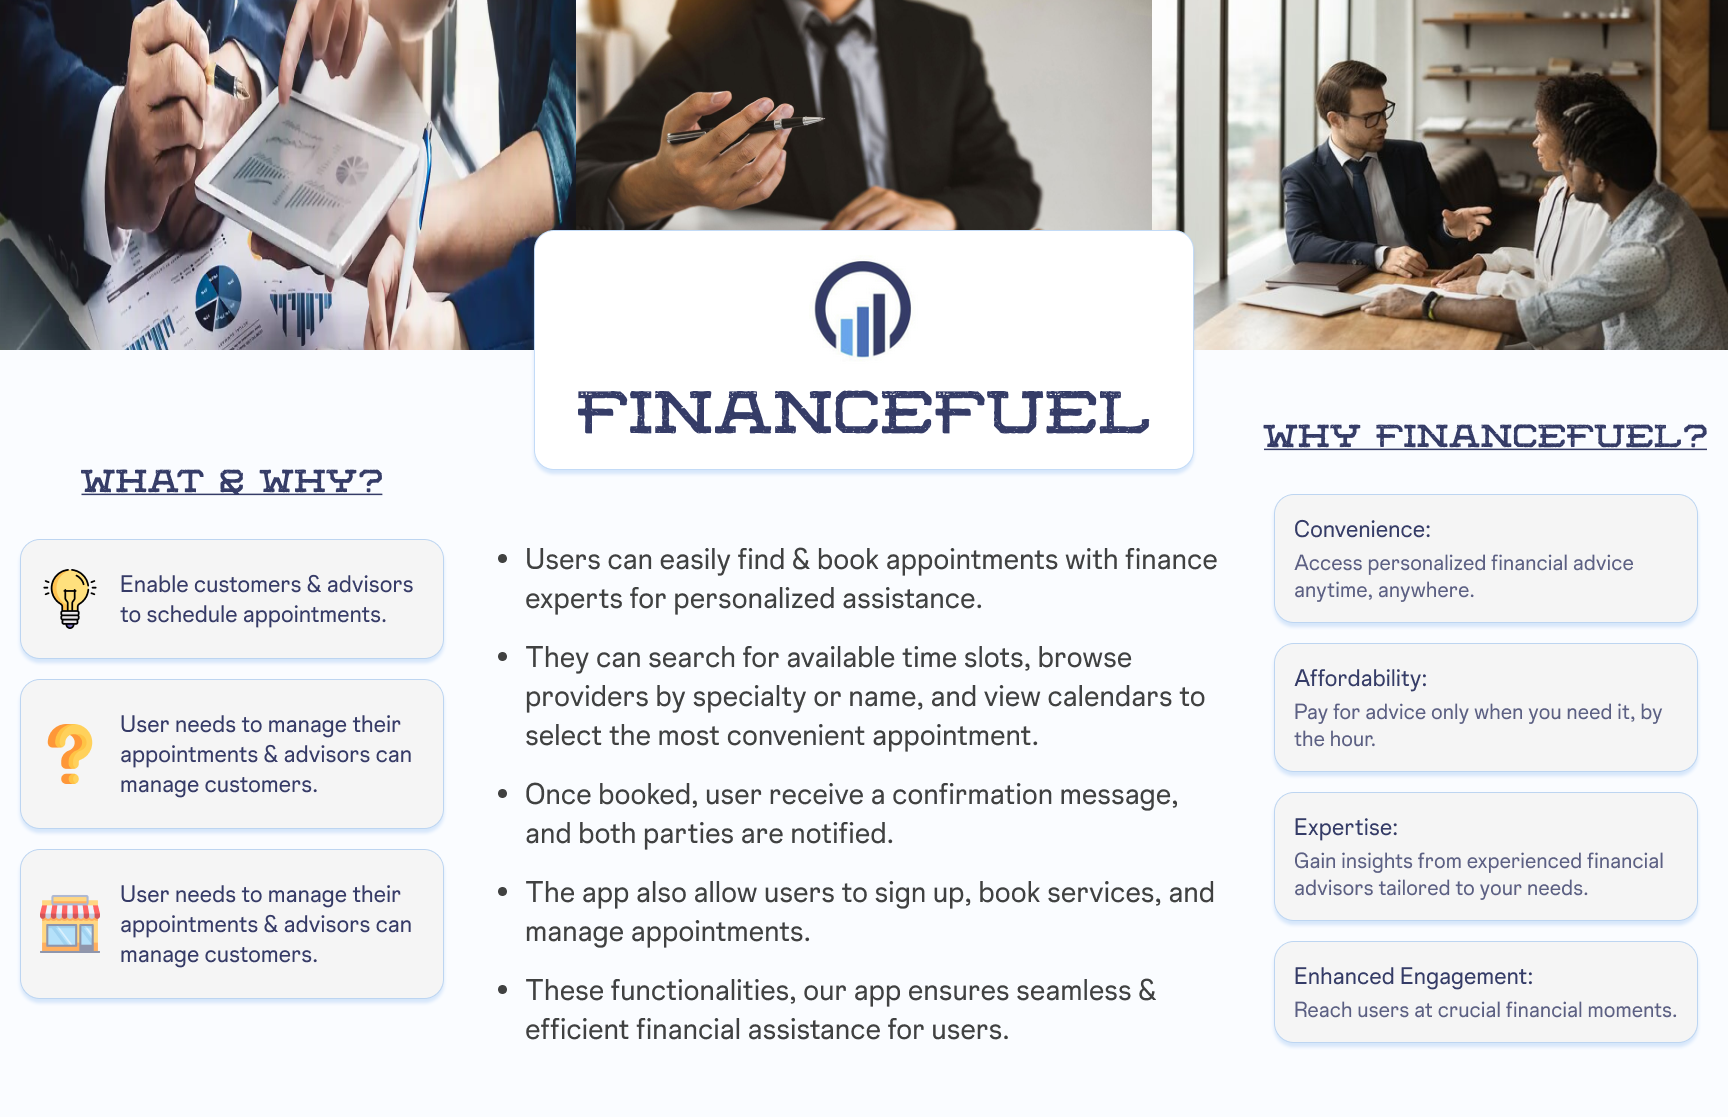 FINANCEFUEL
WHAT & WHY?
Enable customers & advisors
to schedule appointments.
User needs to manage their
appointments & advisors can
manage customers.
User needs to manage their
appointments & advisors can
manage customers.
• Users can easily find & book appointments with finance
experts for personalized assistance.
• They can search for available time slots, browse
providers by specialty or name, and view calendars to
select the most convenient appointment.
• Once booked, user receive a confirmation message,
and both parties are notified.
• The app also allow users to sign up, book services, and
manage appointments.
• These functionalities, our app ensures seamless &
efficient financial assistance for users.
WHY FINANCEFUEL?
Convenience:
Access personalized financial advice
anytime, anywhere.
Affordability:
Pay for advice only when you need it, by
the hour.
Expertise:
Gain insights from experienced financial
advisors tailored to your needs.
Enhanced Engagement:
Reach users at crucial financial moments.